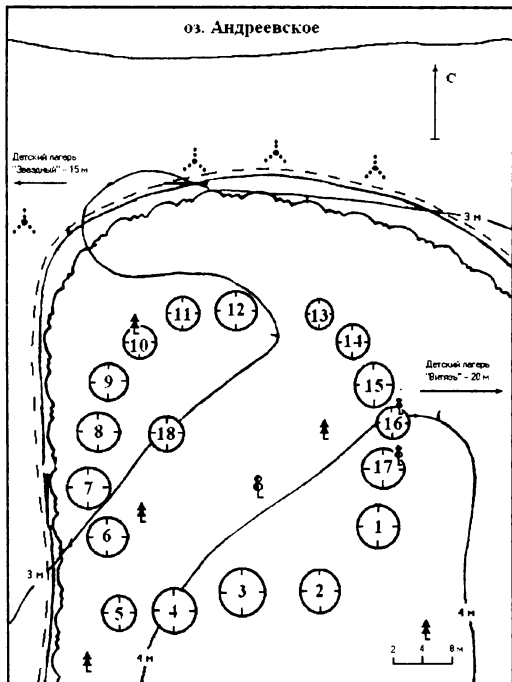 оз. Андреевское
С
Детский лагерь
"Звездный" - 15 м
3 м
11
12
13
10
14
Детский лагерь
"Витязь" - 20 м
9
15
16
8
18
17
7
1
6
3 м
3
2
5
4
4 м
4 м
2 4 8 м